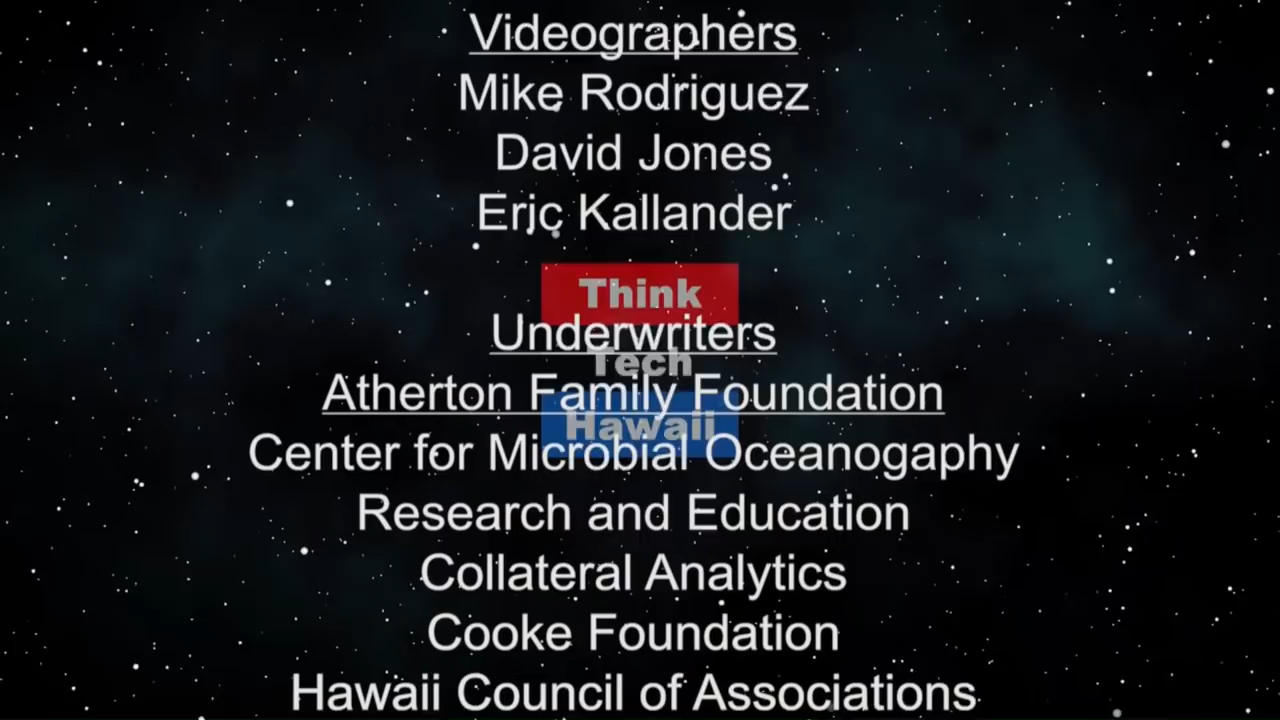 Videographers
Mike Rodriguez
David Jones
Eric Kallander
Think
Underwriters
Tech
Atherton Family Foundation
Hawaii
Center for Microbial Oceanogaphy
Research and Education
Collateral Analytics
Cooke Foundation
Hawaii Council of Associations